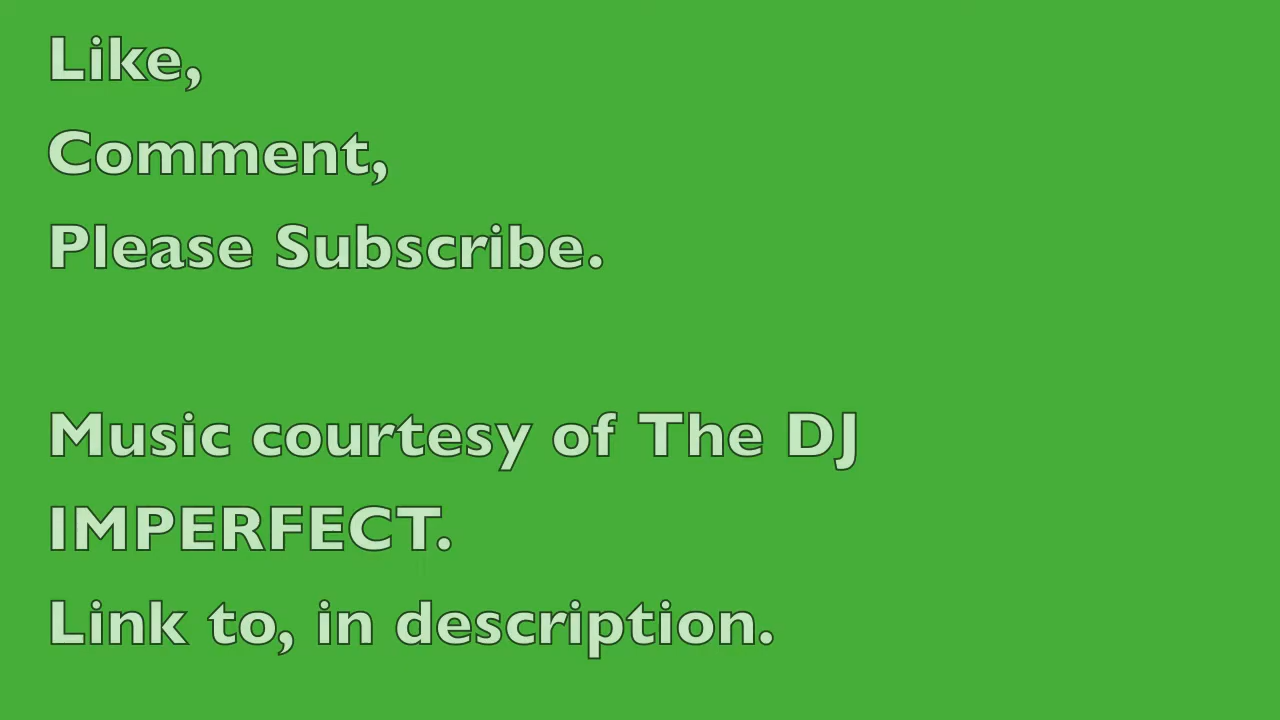 Like,
Comment,
Please Subscribe.
Music courtesy of The DJ
IMPERFECT.
Link to, in description.